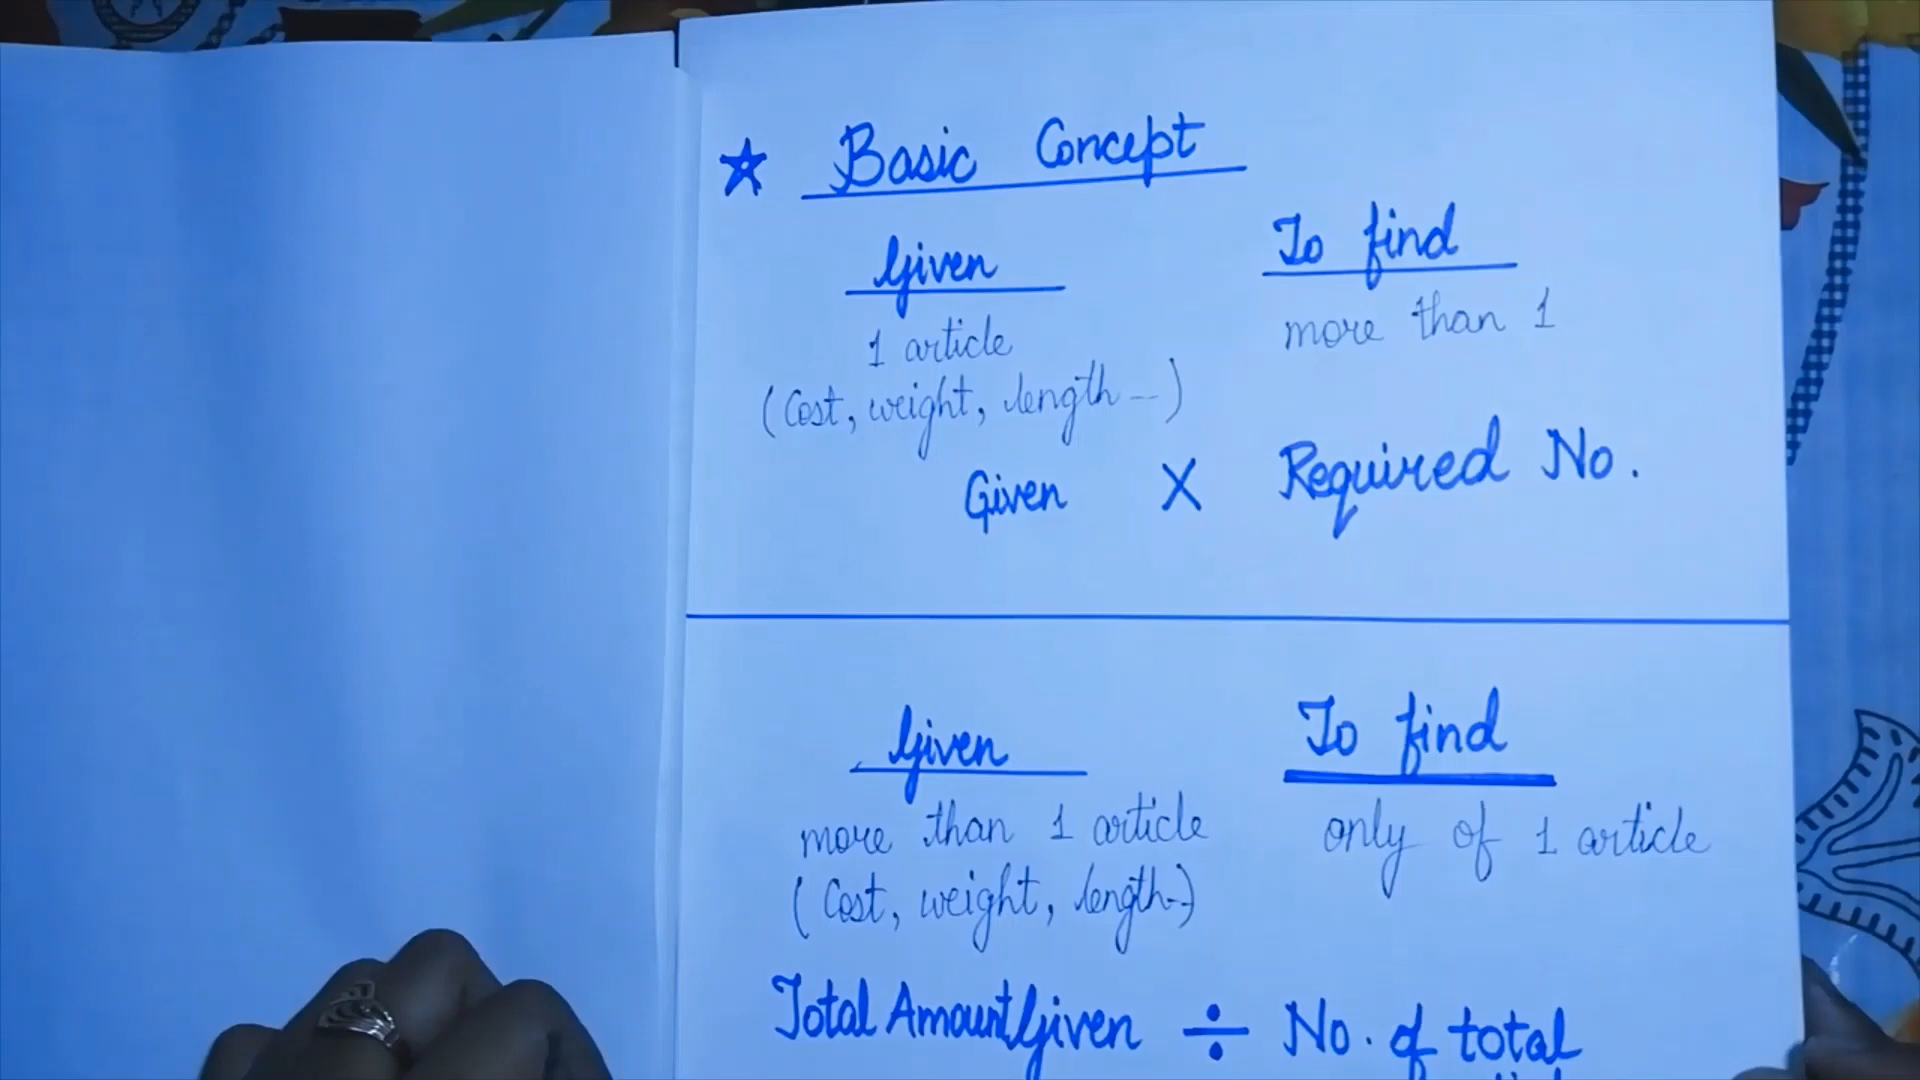 ☆ Basic Concept
Given To find
1 article more than 1
(Cost, weight, length --)
Given X Required No.
Given To find
more than 1 article only of 1 article
(Cost, weight, length--)
Total Amount Given ÷ No. of total